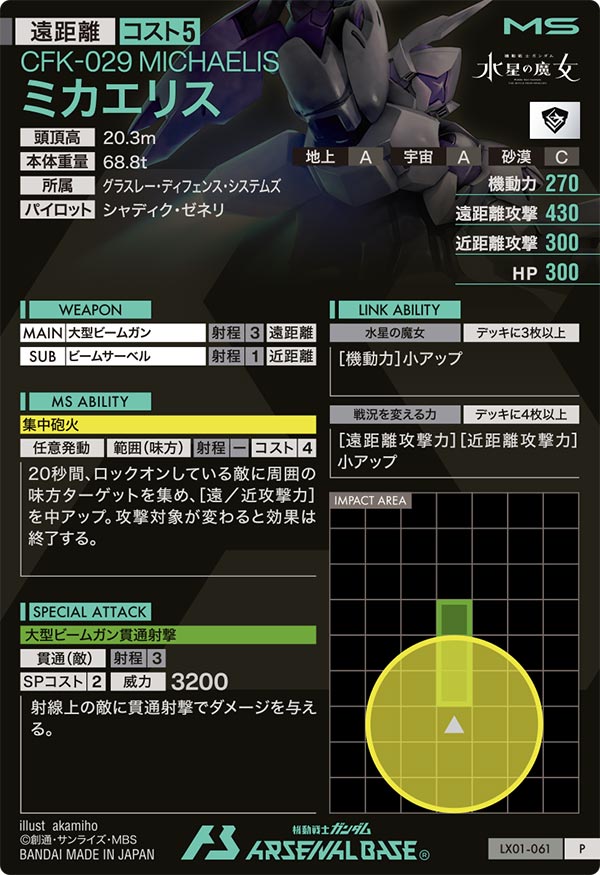 遠距離 コスト5
MS
CFK-029 MICHAELIS
機動戦士ガンダム
水星の魔女
ミカエリス
頭頂高 20.3m
本体重量 68.8t
地上 A 宇宙 A 砂漠 C
所属 グラスレー・ディフェンス・システムズ
機動力 270
パイロット シャディク・ゼネリ
遠距離攻撃 430
近距離攻撃 300
HP 300
WEAPON
MAIN 大型ビームガン 射程 3 遠距離
SUB ビームサーベル 射程 1 近距離
MS ABILITY
集中砲火
任意発動 範囲(味方) 射程 ー コスト 4
20秒間、ロックオンしている敵に周囲の
味方ターゲットを集め、[遠/近攻撃力]
を中アップ。攻撃対象が変わると効果は
終了する。
SPECIAL ATTACK
大型ビームガン貫通射撃
貫通(敵) 射程 3
SPコスト 2 威力 3200
射線上の敵に貫通射撃でダメージを与え
る。
LINK ABILITY
水星の魔女 デッキに3枚以上
[機動力]小アップ
戦況を変える力 デッキに4枚以上
[遠距離攻撃力][近距離攻撃力]
小アップ
IMPACT AREA
illust akamiho
©創通・サンライズ・MBS
BANDAI MADE IN JAPAN
機動戦士ガンダム
ARSENAL BASE®
LX01-061 P